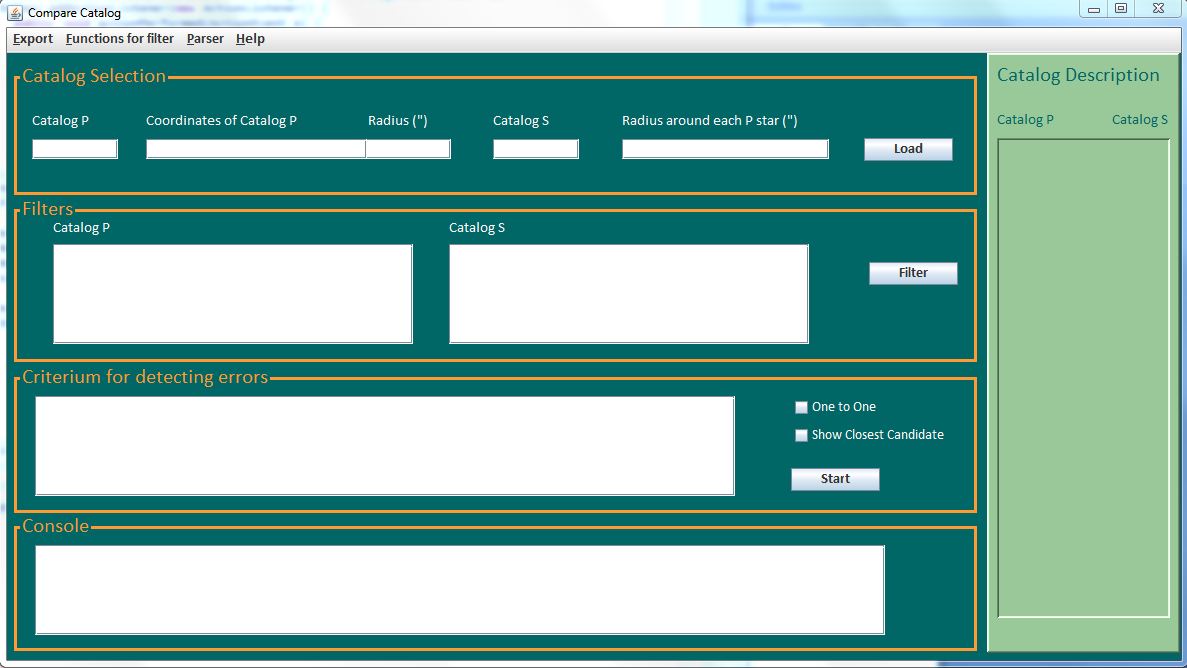 Compare Catalog
Export Functions for filter Parser Help
Catalog Selection
Catalog P Coordinates of Catalog P Radius (") Catalog S Radius around each P star (")
Load
Filters
Catalog P Catalog S
Filter
Criterium for detecting errors
One to One
Show Closest Candidate
Start
Console
Catalog Description
Catalog P Catalog S